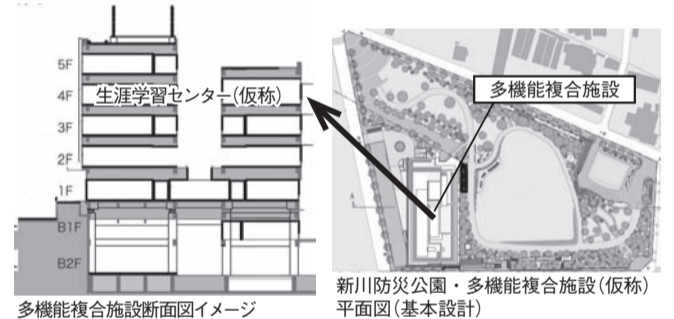 5F
4F
生涯学習センター(仮称)
3F
2F
1F
B1F
B2F
多機能複合施設断面図イメージ
多機能複合施設
新川防災公園・多機能複合施設(仮称)
平面図(基本設計)